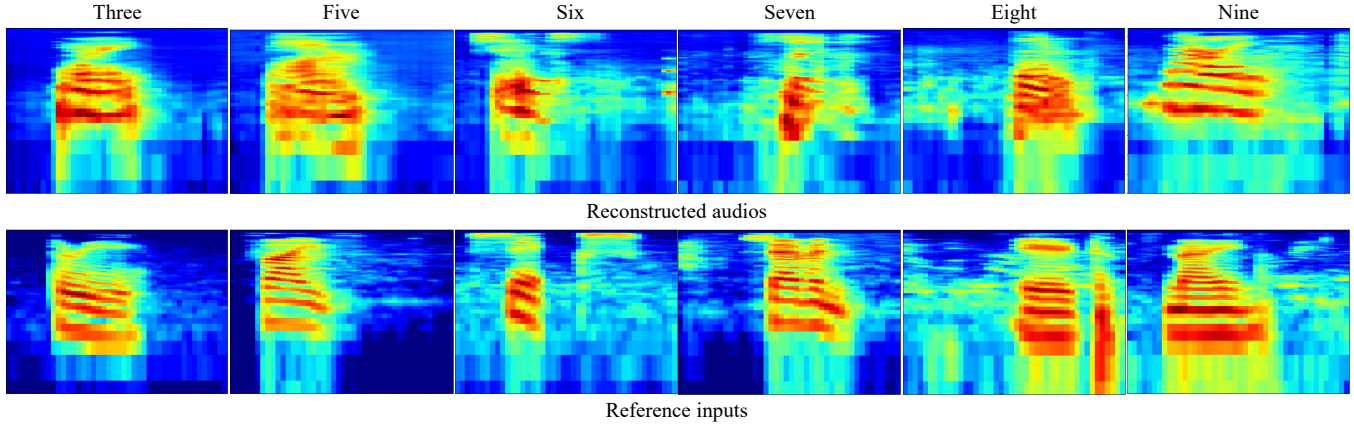 Three Five Six Seven Eight Nine
Reconstructed audios
Reference inputs